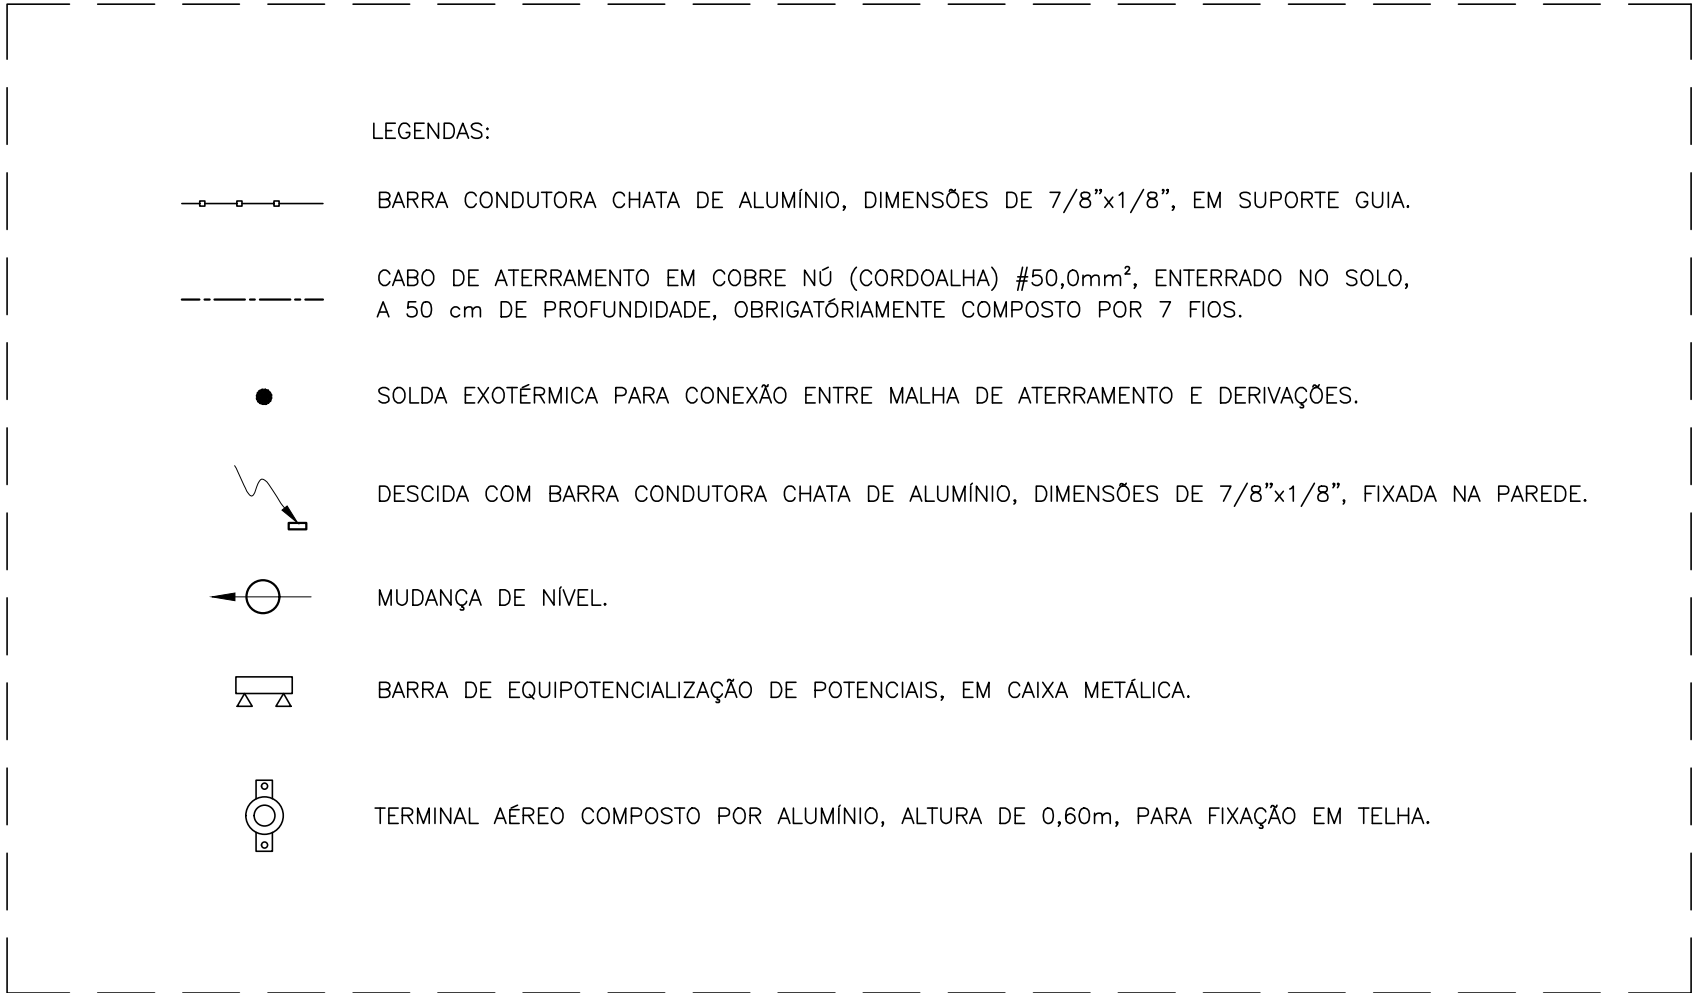 LEGENDAS:
BARRA CONDUTORA CHATA DE ALUMÍNIO, DIMENSÕES DE 7/8"x1/8", EM SUPORTE GUIA.
CABO DE ATERRAMENTO EM COBRE NÚ (CORDOALHA) #50,0mm², ENTERRADO NO SOLO,
A 50 cm DE PROFUNDIDADE, OBRIGATÓRIAMENTE COMPOSTO POR 7 FIOS.
SOLDA EXOTÉRMICA PARA CONEXÃO ENTRE MALHA DE ATERRAMENTO E DERIVAÇÕES.
DESCIDA COM BARRA CONDUTORA CHATA DE ALUMÍNIO, DIMENSÕES DE 7/8"x1/8", FIXADA NA PAREDE.
MUDANÇA DE NÍVEL.
BARRA DE EQUIPOTENCIALIZAÇÃO DE POTENCIAIS, EM CAIXA METÁLICA.
TERMINAL AÉREO COMPOSTO POR ALUMÍNIO, ALTURA DE 0,60m, PARA FIXAÇÃO EM TELHA.